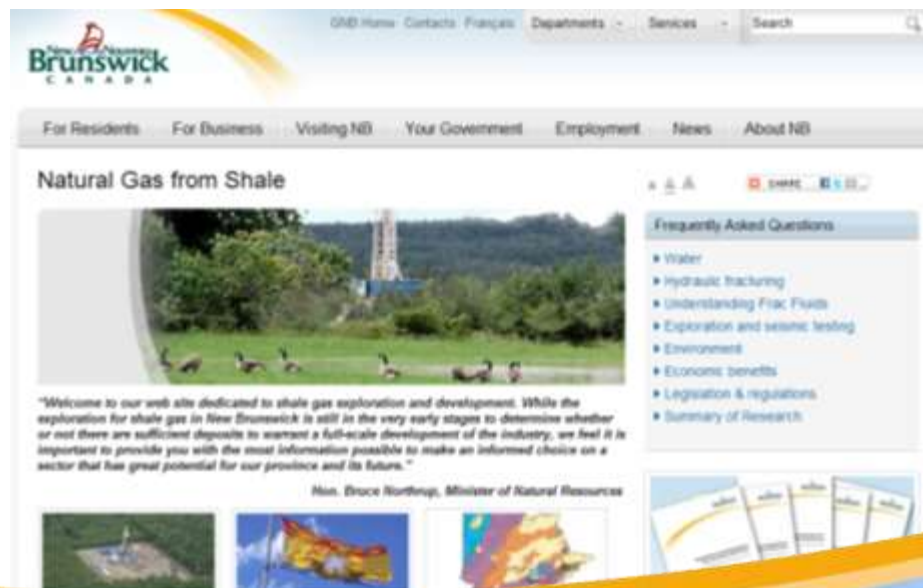 GNB Home Contacts Français Departments Services Search
New Nouveau
Brunswick
CANADA
For Residents For Business Visiting NB Your Government Employment News About NB
Natural Gas from Shale
A A A
SHARE
Frequently Asked Questions
Water
Hydraulic fracturing
Understanding Frac Fluids
Exploration and seismic testing
Environment
Economic benefits
Legislation & regulations
Summary of Research
"Welcome to our web site dedicated to shale gas exploration and development. While the
exploration for shale gas in New Brunswick is still in the very early stages to determine whether
or not there are sufficient deposits to warrant a full-scale development of the industry, we feel it is
important to provide you with the most information possible to make an informed choice on a
sector that has great potential for our province and its future."
Hon. Bruce Northrup, Minister of Natural Resources